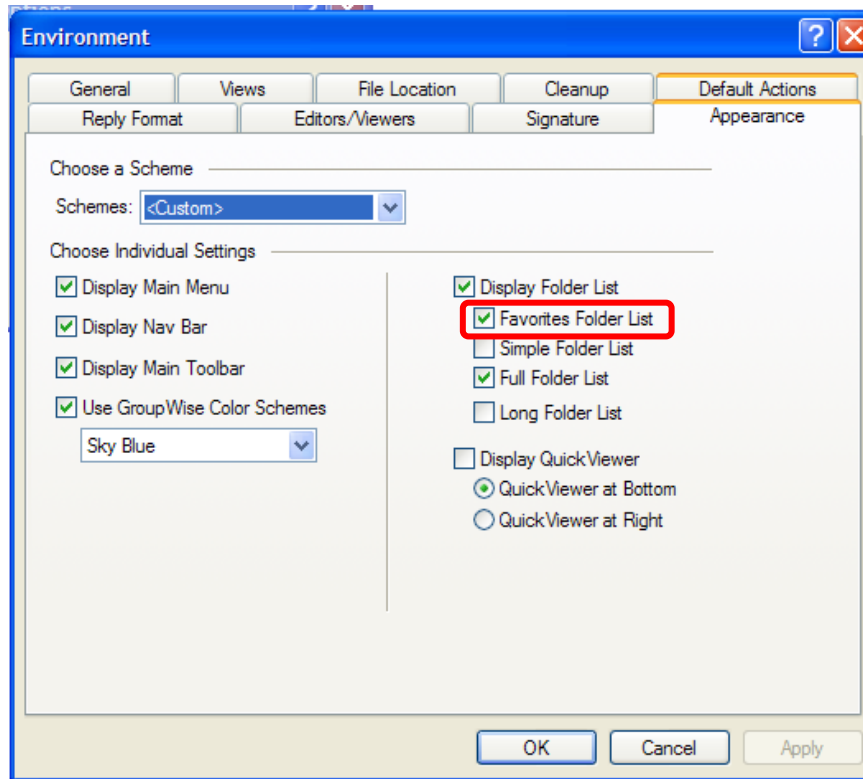 Environment
General Views File Location Cleanup Default Actions
Reply Format Editors/Viewers Signature Appearance
Choose a Scheme
Schemes: <Custom>
Choose Individual Settings
Display Main Menu
Display Nav Bar
Display Main Toolbar
Use GroupWise Color Schemes
Sky Blue
Display Folder List
Favorites Folder List
Simple Folder List
Full Folder List
Long Folder List
Display QuickViewer
QuickViewer at Bottom
QuickViewer at Right
OK Cancel Apply